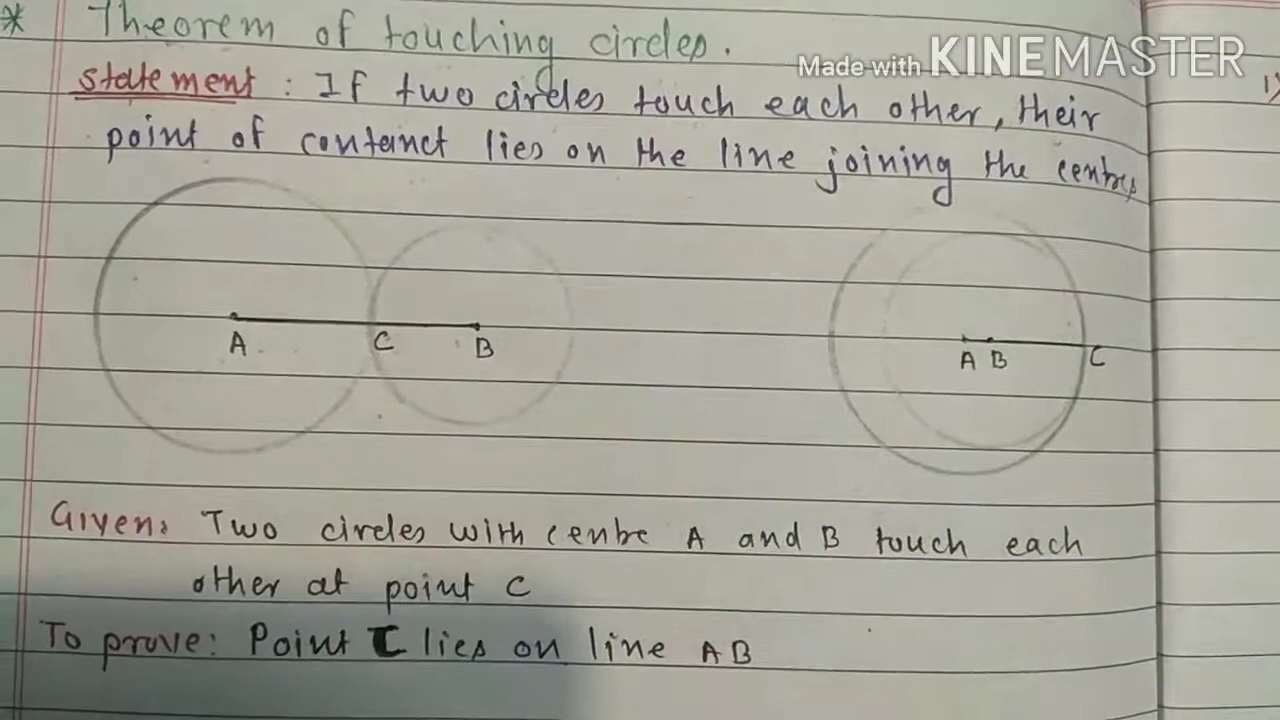 * Theorem of touching circles.
Made with KINEMASTER
statement : If two circles touch each other, their
1)
point of contanct lies on the line joining the centres
A C B
A B C
Given: Two circles with centre A and B touch each
other at point C
To prove: Point C lies on line AB